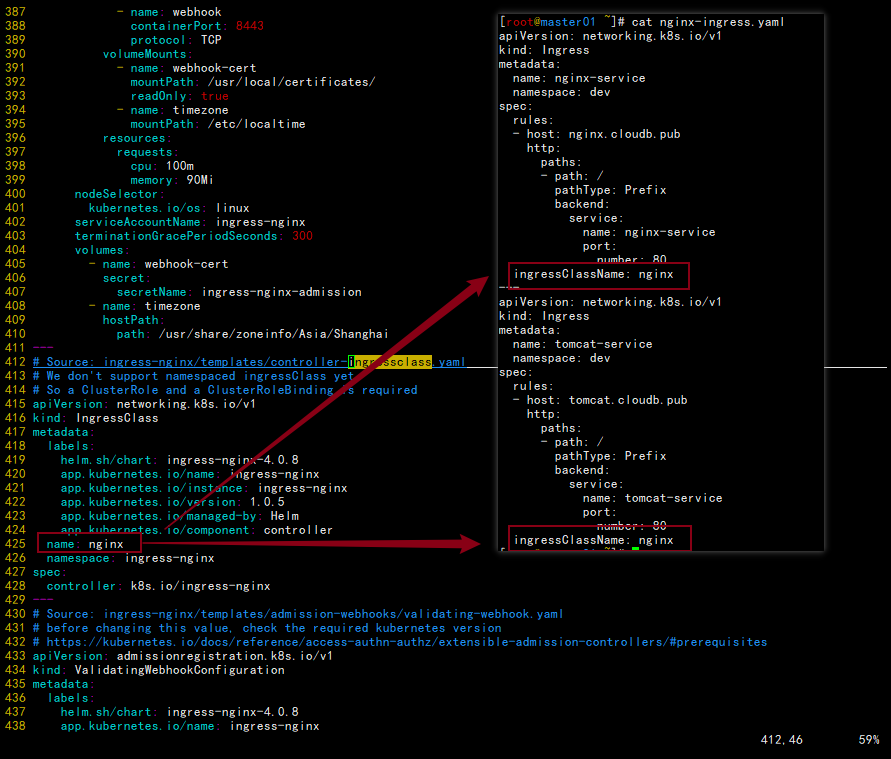 387             - name: webhook
388               containerPort: 8443
389               protocol: TCP
390           volumeMounts:
391             - name: webhook-cert
392               mountPath: /usr/local/certificates/
393               readOnly: true
394             - name: timezone
395               mountPath: /etc/localtime
396           resources:
397             requests:
398               cpu: 100m
399               memory: 90Mi
400       nodeSelector:
401         kubernetes.io/os: linux
402       serviceAccountName: ingress-nginx
403       terminationGracePeriodSeconds: 300
404       volumes:
405         - name: webhook-cert
406           secret:
407             secretName: ingress-nginx-admission
408         - name: timezone
409           hostPath:
410             path: /usr/share/zoneinfo/Asia/Shanghai
411 ---
412 # Source: ingress-nginx/templates/controller-ingressclass.yaml
413 # We don't support namespaced ingressClass yet
414 # So a ClusterRole and a ClusterRoleBinding is required
415 apiVersion: networking.k8s.io/v1
416 kind: IngressClass
417 metadata:
418   labels:
419     helm.sh/chart: ingress-nginx-4.0.8
420     app.kubernetes.io/name: ingress-nginx
421     app.kubernetes.io/instance: ingress-nginx
422     app.kubernetes.io/version: 1.0.5
423     app.kubernetes.io/managed-by: Helm
424     app.kubernetes.io/component: controller
425   name: nginx
426   namespace: ingress-nginx
427 spec:
428   controller: k8s.io/ingress-nginx
429 ---
430 # Source: ingress-nginx/templates/admission-webhooks/validating-webhook.yaml
431 # before changing this value, check the required kubernetes version
432 # https://kubernetes.io/docs/reference/access-authn-authz/extensible-admission-controllers/#prerequisites
433 apiVersion: admissionregistration.k8s.io/v1
434 kind: ValidatingWebhookConfiguration
435 metadata:
436   labels:
437     helm.sh/chart: ingress-nginx-4.0.8
438     app.kubernetes.io/name: ingress-nginx
412,46        59%
[root@master01 ~]# cat nginx-ingress.yaml
apiVersion: networking.k8s.io/v1
kind: Ingress
metadata:
  name: nginx-service
  namespace: dev
spec:
  rules:
  - host: nginx.cloudb.pub
    http:
      paths:
      - path: /
        pathType: Prefix
        backend:
          service:
            name: nginx-service
            port:
              number: 80
  ingressClassName: nginx
---
apiVersion: networking.k8s.io/v1
kind: Ingress
metadata:
  name: tomcat-service
  namespace: dev
spec:
  rules:
  - host: tomcat.cloudb.pub
    http:
      paths:
      - path: /
        pathType: Prefix
        backend:
          service:
            name: tomcat-service
            port:
              number: 80
  ingressClassName: nginx